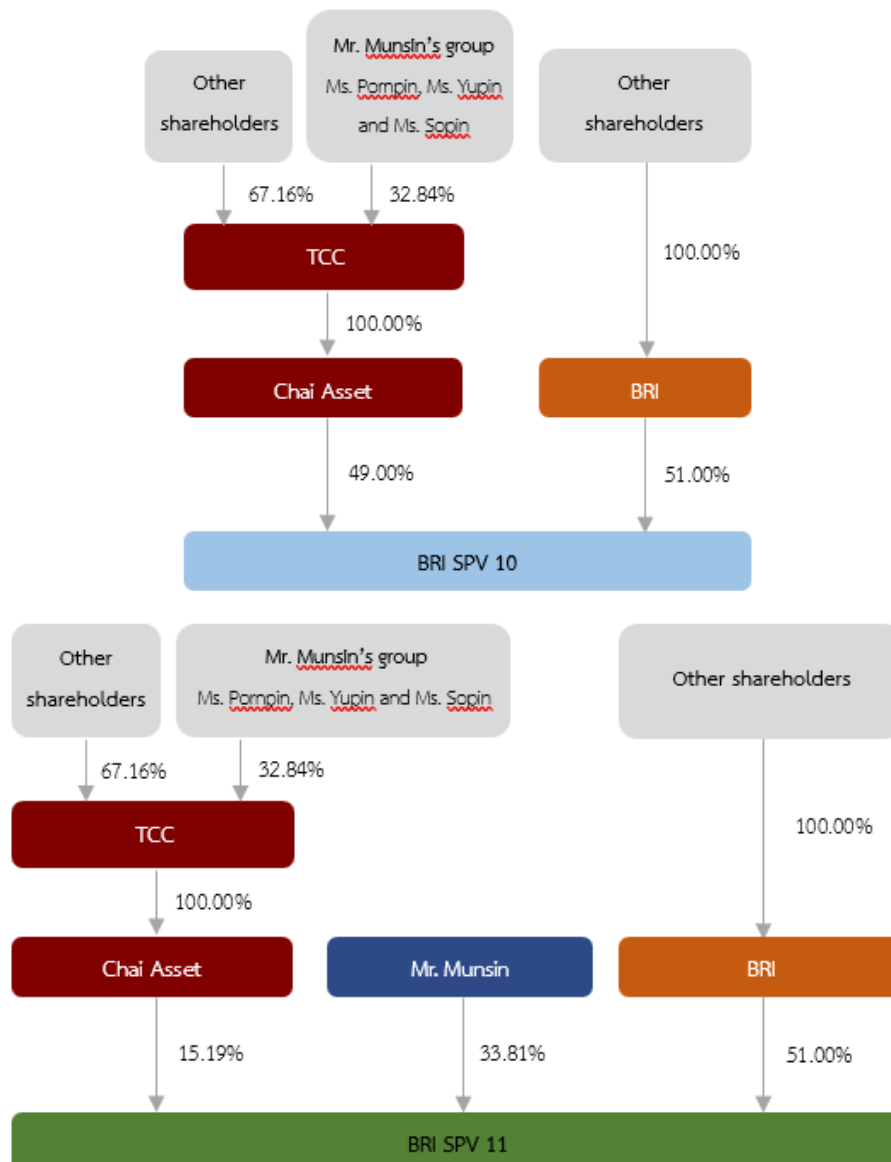 Mr. Munsin's group
Ms. Pornpin, Ms. Yupin
and Ms. Sopin
Other
shareholders
Other
shareholders
67.16%
32.84%
TCC
100.00%
100.00%
Chai Asset
BRI
49.00%
51.00%
BRI SPV 10
Other
shareholders
Mr. Munsin's group
Ms. Pornpin, Ms. Yupin and Ms. Sopin
Other shareholders
67.16%
32.84%
TCC
100.00%
100.00%
Chai Asset
Mr. Munsin
BRI
15.19%
33.81%
51.00%
BRI SPV 11